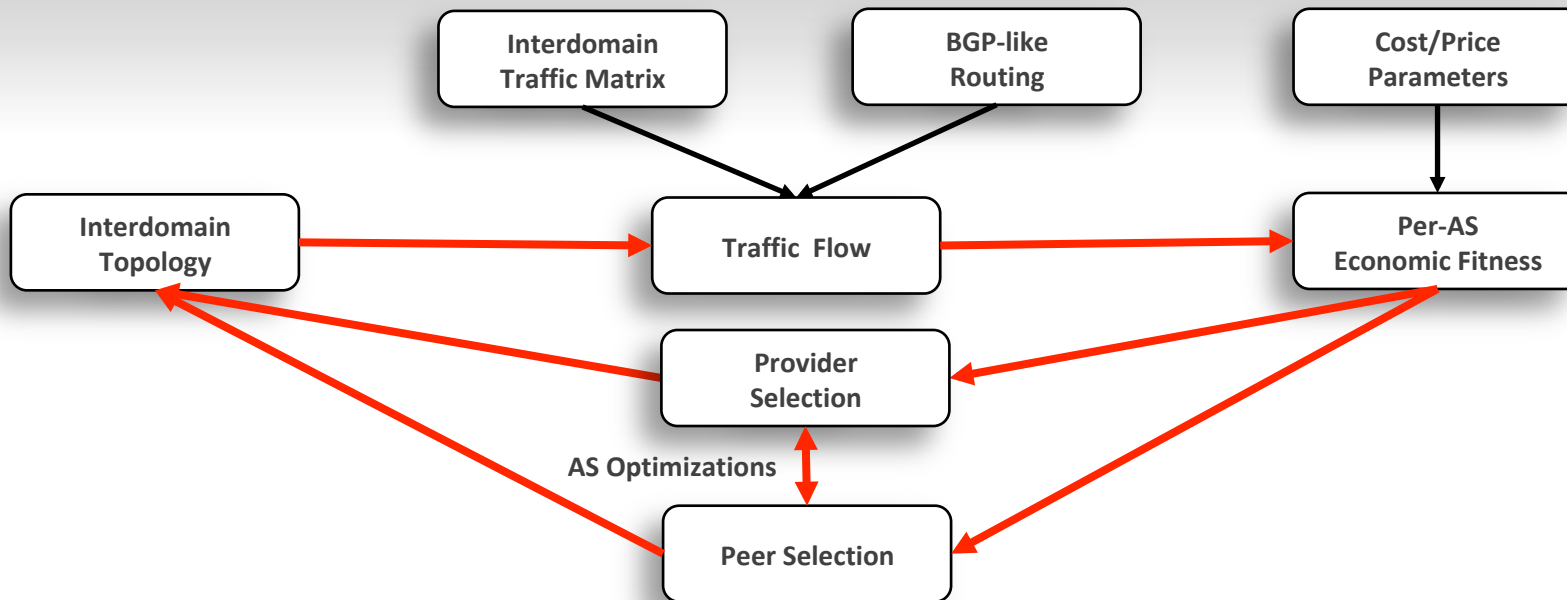 Interdomain
Traffic Matrix
BGP-like
Routing
Cost/Price
Parameters
Interdomain
Topology
Traffic Flow
Per-AS
Economic Fitness
Provider
Selection
AS Optimizations
Peer Selection